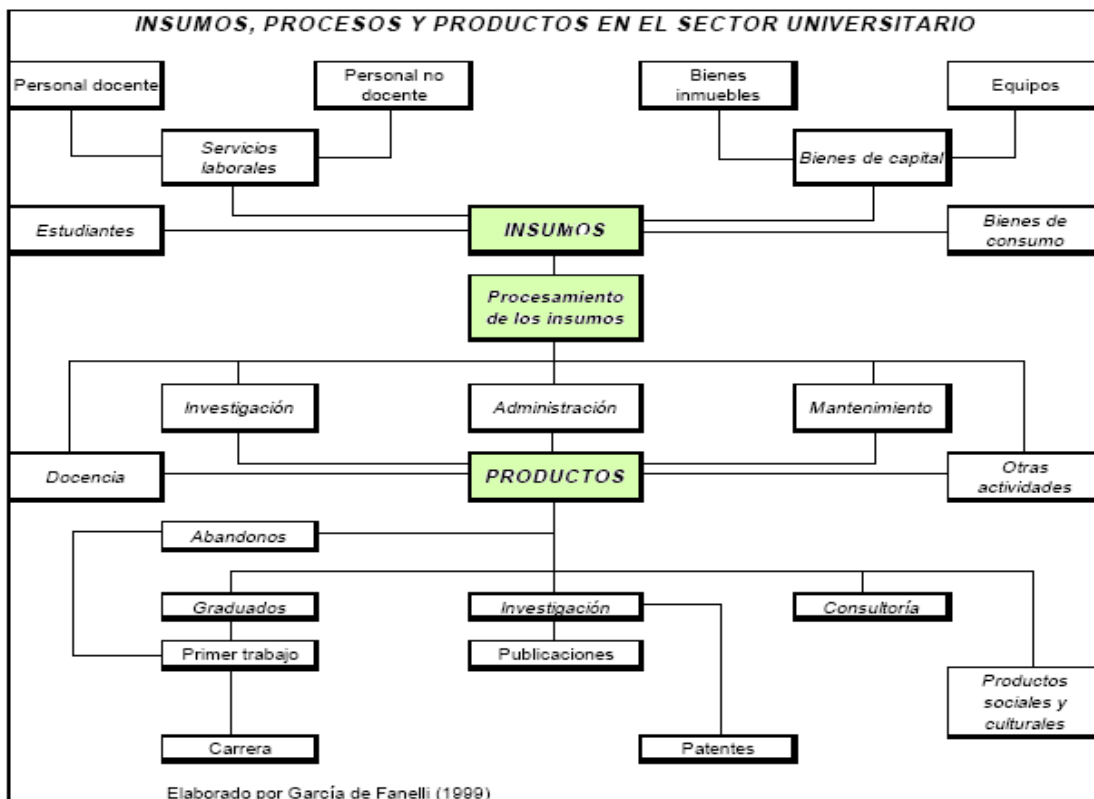 INSUMOS, PROCESOS Y PRODUCTOS EN EL SECTOR UNIVERSITARIO
Personal docente
Personal no
docente
Bienes
inmuebles
Equipos
Servicios
laborales
Bienes de capital
Estudiantes
INSUMOS
Bienes de
consumo
Procesamiento
de los insumos
Investigación
Administración
Mantenimiento
Docencia
PRODUCTOS
Otras
actividades
Abandonos
Graduados
Investigación
Consultoría
Primer trabajo
Publicaciones
Productos
sociales y
culturales
Carrera
Patentes
Elaborado por García de Fanelli (1999)